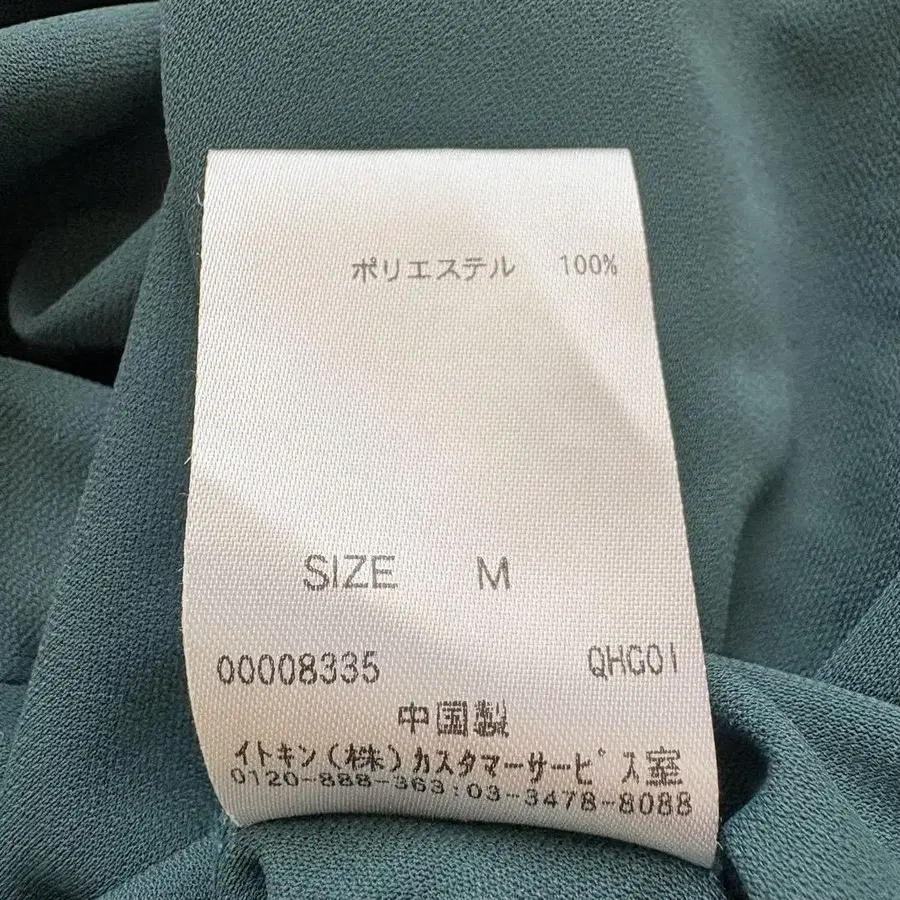 ポリエステル 100%
SIZE M
00008335 QHG01
中国製
イトキン(株)カスタマーサービス室
0120-888-363:03-3478-8088